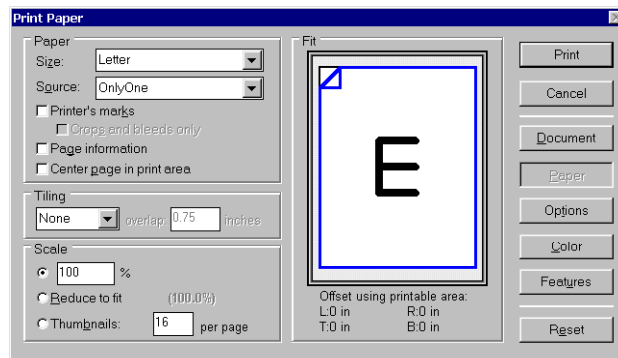 Print Paper
Paper
Size: Letter
Source: OnlyOne
Printer's marks
Crops and bleeds only
Page information
Center page in print area
Tiling
None overlap: 0.75 inches
Scale
100 %
Reduce to fit (100.0%)
Thumbnails: 16 per page
Fit
E
Offset using printable area:
L:0 in R:0 in
T:0 in B:0 in
Print
Cancel
Document
Paper
Options
Color
Features
Reset